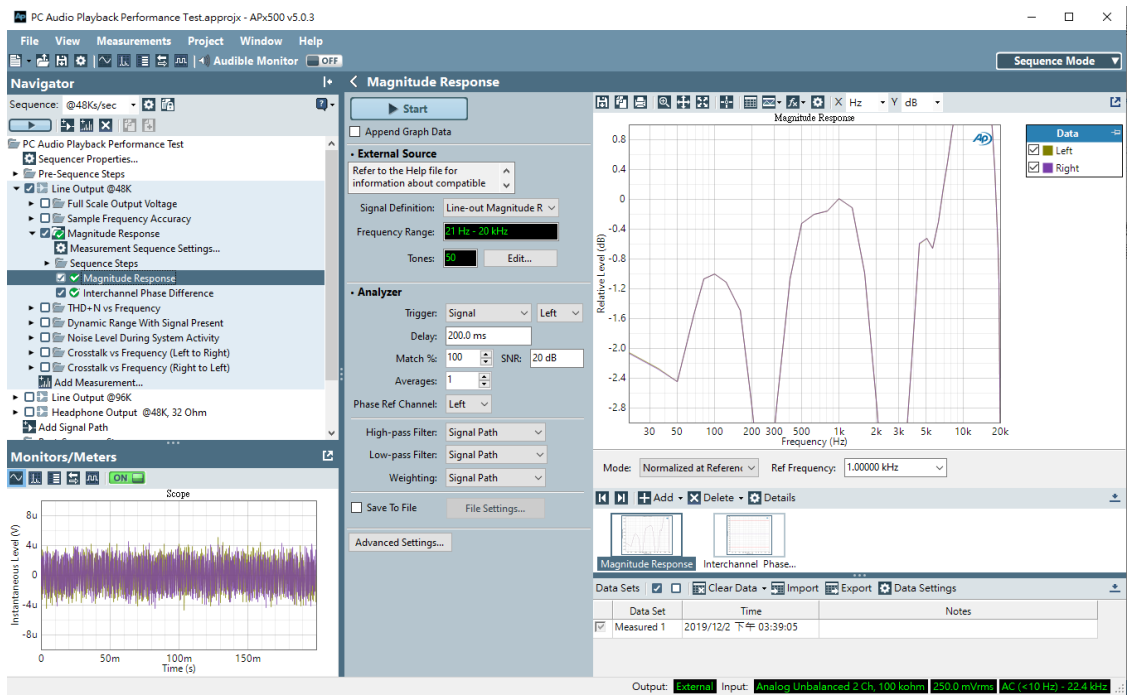 PC Audio Playback Performance Test.approjx - APx500 v5.0.3
File View Measurements Project Window Help
Audible Monitor OFF
Sequence Mode
Navigator
Sequence: @48Ks/sec
PC Audio Playback Performance Test
Sequencer Properties...
Pre-Sequence Steps
Line Output @48K
Full Scale Output Voltage
Sample Frequency Accuracy
Magnitude Response
Measurement Sequence Settings...
Sequence Steps
Magnitude Response
Interchannel Phase Difference
THD+N vs Frequency
Dynamic Range With Signal Present
Noise Level During System Activity
Crosstalk vs Frequency (Left to Right)
Crosstalk vs Frequency (Right to Left)
Add Measurement...
Line Output @96K
Headphone Output @48K, 32 Ohm
Add Signal Path
Monitors/Meters
ON
Scope
Instantaneous Level (V)
8u
4u
0
-4u
-8u
0 50m 100m 150m
Time (s)
Magnitude Response
Start
Append Graph Data
External Source
Refer to the Help file for
information about compatible
Signal Definition: Line-out Magnitude R
Frequency Range: 21 Hz - 20 kHz
Tones: 50 Edit...
Analyzer
Trigger: Signal Left
Delay: 200.0 ms
Match %: 100 SNR: 20 dB
Averages: 1
Phase Ref Channel: Left
High-pass Filter: Signal Path
Low-pass Filter: Signal Path
Weighting: Signal Path
Save To File File Settings...
Advanced Settings...
X Hz Y dB
Magnitude Response
AP
Relative Level (dB)
0.8
0.4
0
-0.4
-0.8
-1.2
-1.6
-2.0
-2.4
-2.8
30 50 100 200 300 500 1k 2k 3k 5k 10k 20k
Frequency (Hz)
Data
Left
Right
Mode: Normalized at Referenc Ref Frequency: 1.00000 kHz
Add Delete Details
Magnitude Response Interchannel Phase...
Data Sets Clear Data Import Export Data Settings
Data Set Time Notes
Measured 1 2019/12/2 下午 03:39:05
Output: External Input: Analog Unbalanced 2 Ch, 100 kohm 250.0 mVrms AC (<10 Hz) - 22.4 kHz